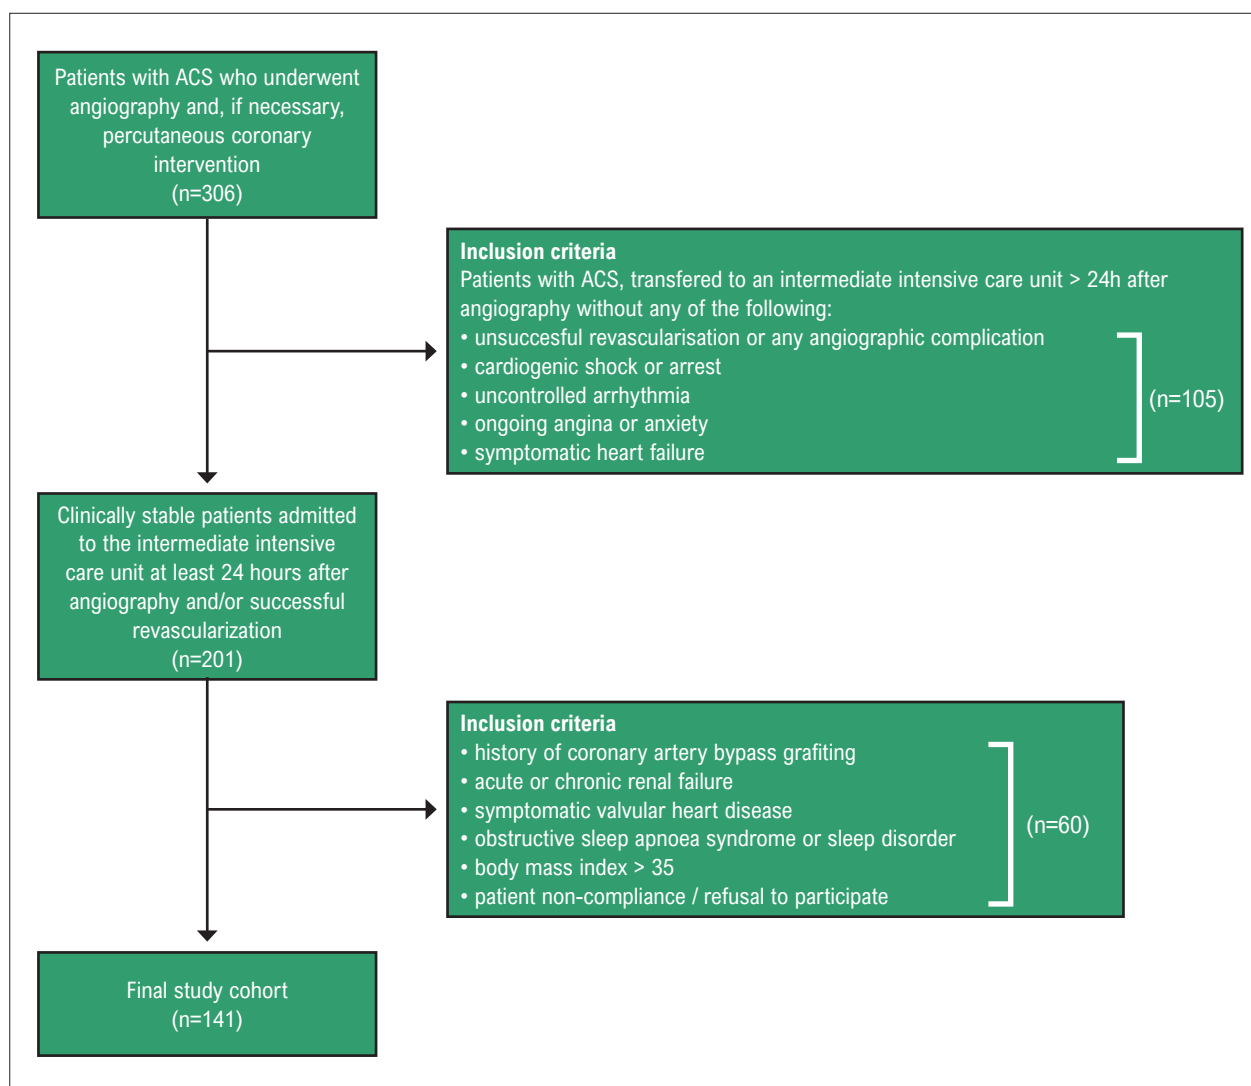 Patients with ACS who underwent
angiography and, if necessary,
percutaneous coronary
intervention
(n=306)
Inclusion criteria
Patients with ACS, transfered to an intermediate intensive care unit > 24h after
angiography without any of the following:
• unsuccesful revascularisation or any angiographic complication
• cardiogenic shock or arrest
• uncontrolled arrhythmia
• ongoing angina or anxiety
• symptomatic heart failure
(n=105)
Clinically stable patients admitted
to the intermediate intensive
care unit at least 24 hours after
angiography and/or successful
revascularization
(n=201)
Inclusion criteria
• history of coronary artery bypass grafiting
• acute or chronic renal failure
• symptomatic valvular heart disease
• obstructive sleep apnoea syndrome or sleep disorder
• body mass index > 35
• patient non-compliance / refusal to participate
(n=60)
Final study cohort
(n=141)